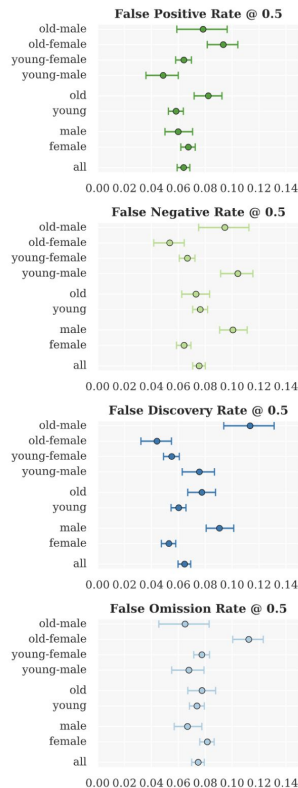 False Positive Rate @ 0.5
old-male
old-female
young-female
young-male
old
young
male
female
all
0.00 0.02 0.04 0.06 0.08 0.10 0.12 0.14
False Negative Rate @ 0.5
old-male
old-female
young-female
young-male
old
young
male
female
all
0.00 0.02 0.04 0.06 0.08 0.10 0.12 0.14
False Discovery Rate @ 0.5
old-male
old-female
young-female
young-male
old
young
male
female
all
0.00 0.02 0.04 0.06 0.08 0.10 0.12 0.14
False Omission Rate @ 0.5
old-male
old-female
young-female
young-male
old
young
male
female
all
0.00 0.02 0.04 0.06 0.08 0.10 0.12 0.14